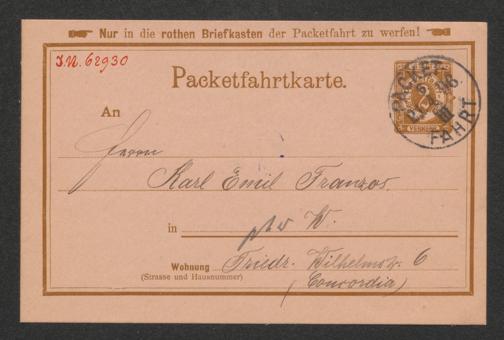 Nur in die rothen Briefkasten der Packetfahrt zu werfen!
I.N. 62930
Packetfahrtkarte.
PACKET
FAHRT
An
Herrn
Karl Emil Franzos
in W.
Wohnung Friedr. Wilhelmstr. 6
(Strasse und Hausnummer) (Concordia)